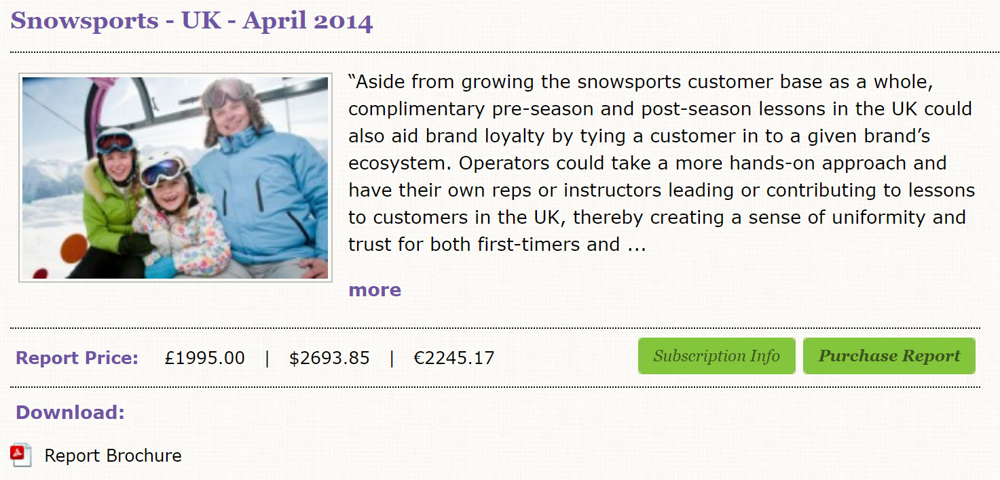 Snowsports - UK - April 2014
“Aside from growing the snowsports customer base as a whole,
complimentary pre-season and post-season lessons in the UK could
also aid brand loyalty by tying a customer in to a given brand’s
ecosystem. Operators could take a more hands-on approach and
have their own reps or instructors leading or contributing to lessons
to customers in the UK, thereby creating a sense of uniformity and
trust for both first-timers and ...
more
Report Price: £1995.00 | $2693.85 | €2245.17 Subscription Info Purchase Report
Download:
Report Brochure